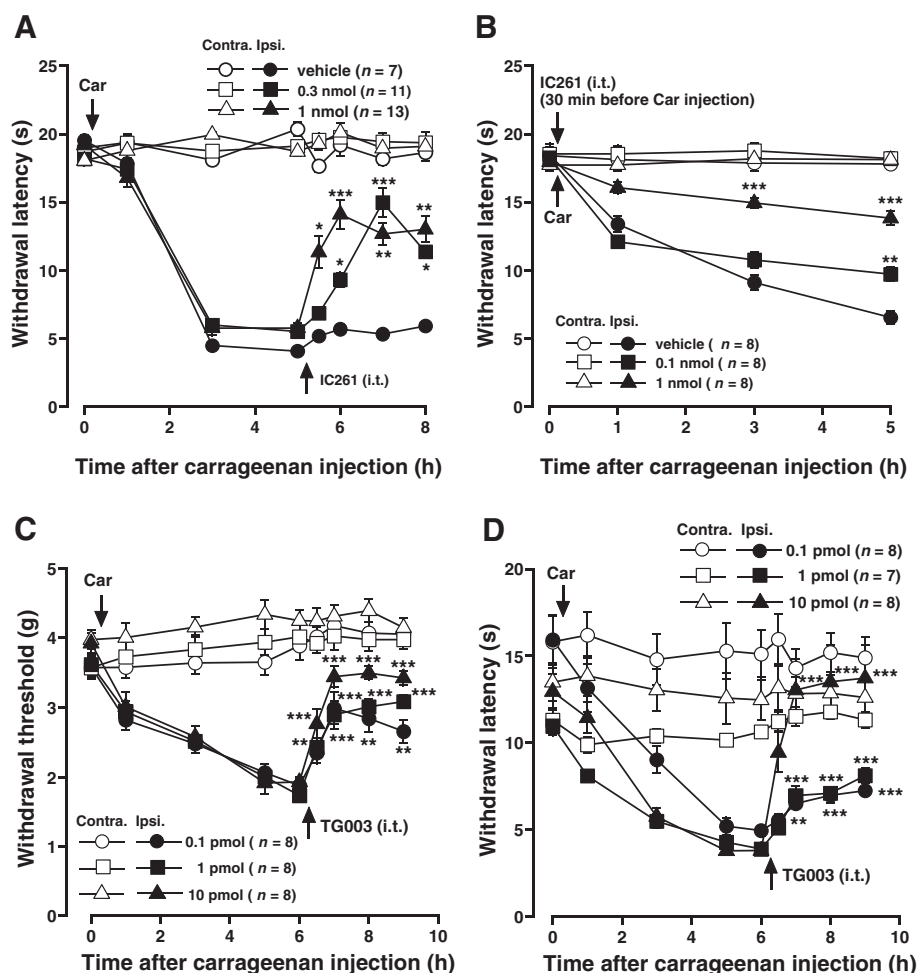 A
Contra. Ipsi.
vehicle (n = 7)
0.3 nmol (n = 11)
1 nmol (n = 13)
Car
25
20
15
10
5
0
Withdrawal latency (s)
*
***
***
**
*
**
*
IC261 (i.t.)
0 2 4 6 8
Time after carrageenan injection (h)
B
IC261 (i.t.)
(30 min before Car injection)
Car
25
20
15
10
5
0
Withdrawal latency (s)
***
***
**
Contra. Ipsi.
vehicle ( n = 8)
0.1 nmol ( n = 8)
1 nmol ( n = 8)
0 1 2 3 4 5
Time after carrageenan injection (h)
C
Car
5
4
3
2
1
0
Withdrawal threshold (g)
*** *** ***
*** *** *** ***
** *** ** **
TG003 (i.t.)
Contra. Ipsi.
0.1 pmol ( n = 8)
1 pmol ( n = 8)
10 pmol ( n = 8)
0 2 4 6 8 10
Time after carrageenan injection (h)
D
Contra. Ipsi.
0.1 pmol (n = 8)
1 pmol (n = 7)
10 pmol (n = 8)
Car
20
15
10
5
0
Withdrawal latency (s)
*** *** ***
*** *** ***
** *** ***
TG003 (i.t.)
0 2 4 6 8 10
Time after carrageenan injection (h)